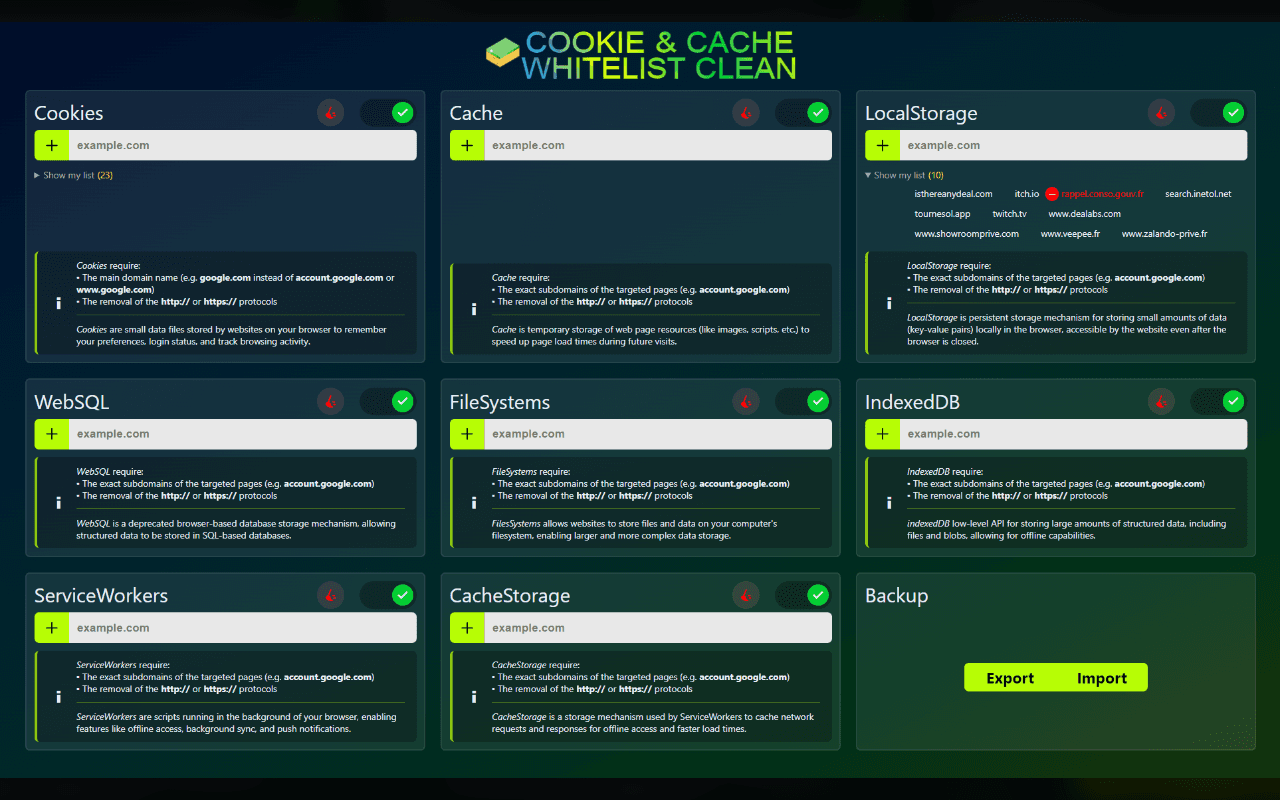 COOKIE & CACHE
WHITELIST CLEAN
Cookies
+ example.com
Show my list (23)
Cookies require:
• The main domain name (e.g. google.com instead of account.google.com or
www.google.com)
• The removal of the http:// or https:// protocols
Cookies are small data files stored by websites on your browser to remember
your preferences, login status, and track browsing activity.
Cache
+ example.com
Cache require:
• The exact subdomains of the targeted pages (e.g. account.google.com)
• The removal of the http:// or https:// protocols
Cache is temporary storage of web page resources (like images, scripts, etc.) to
speed up page load times during future visits.
LocalStorage
+ example.com
Show my list (10)
isthereanydeal.com itch.io rappel.conso.gouv.fr search.inetol.net
tournesol.app twitch.tv www.dealabs.com
www.showroomprive.com www.veepee.fr www.zalando-prive.fr
LocalStorage require:
• The exact subdomains of the targeted pages (e.g. account.google.com)
• The removal of the http:// or https:// protocols
LocalStorage is persistent storage mechanism for storing small amounts of data
(key-value pairs) locally in the browser, accessible by the website even after the
browser is closed.
WebSQL
+ example.com
WebSQL require:
• The exact subdomains of the targeted pages (e.g. account.google.com)
• The removal of the http:// or https:// protocols
WebSQL is a deprecated browser-based database storage mechanism, allowing
structured data to be stored in SQL-based databases.
FileSystems
+ example.com
FileSystems require:
• The exact subdomains of the targeted pages (e.g. account.google.com)
• The removal of the http:// or https:// protocols
FilesSystems allows websites to store files and data on your computer's
filesystem, enabling larger and more complex data storage.
IndexedDB
+ example.com
IndexedDB require:
• The exact subdomains of the targeted pages (e.g. account.google.com)
• The removal of the http:// or https:// protocols
indexedDB low-level API for storing large amounts of structured data, including
files and blobs, allowing for offline capabilities.
ServiceWorkers
+ example.com
ServiceWorkers require:
• The exact subdomains of the targeted pages (e.g. account.google.com)
• The removal of the http:// or https:// protocols
ServiceWorkers are scripts running in the background of your browser, enabling
features like offline access, background sync, and push notifications.
CacheStorage
+ example.com
CacheStorage require:
• The exact subdomains of the targeted pages (e.g. account.google.com)
• The removal of the http:// or https:// protocols
CacheStorage is a storage mechanism used by ServiceWorkers to cache network
requests and responses for offline access and faster load times.
Backup
Export Import